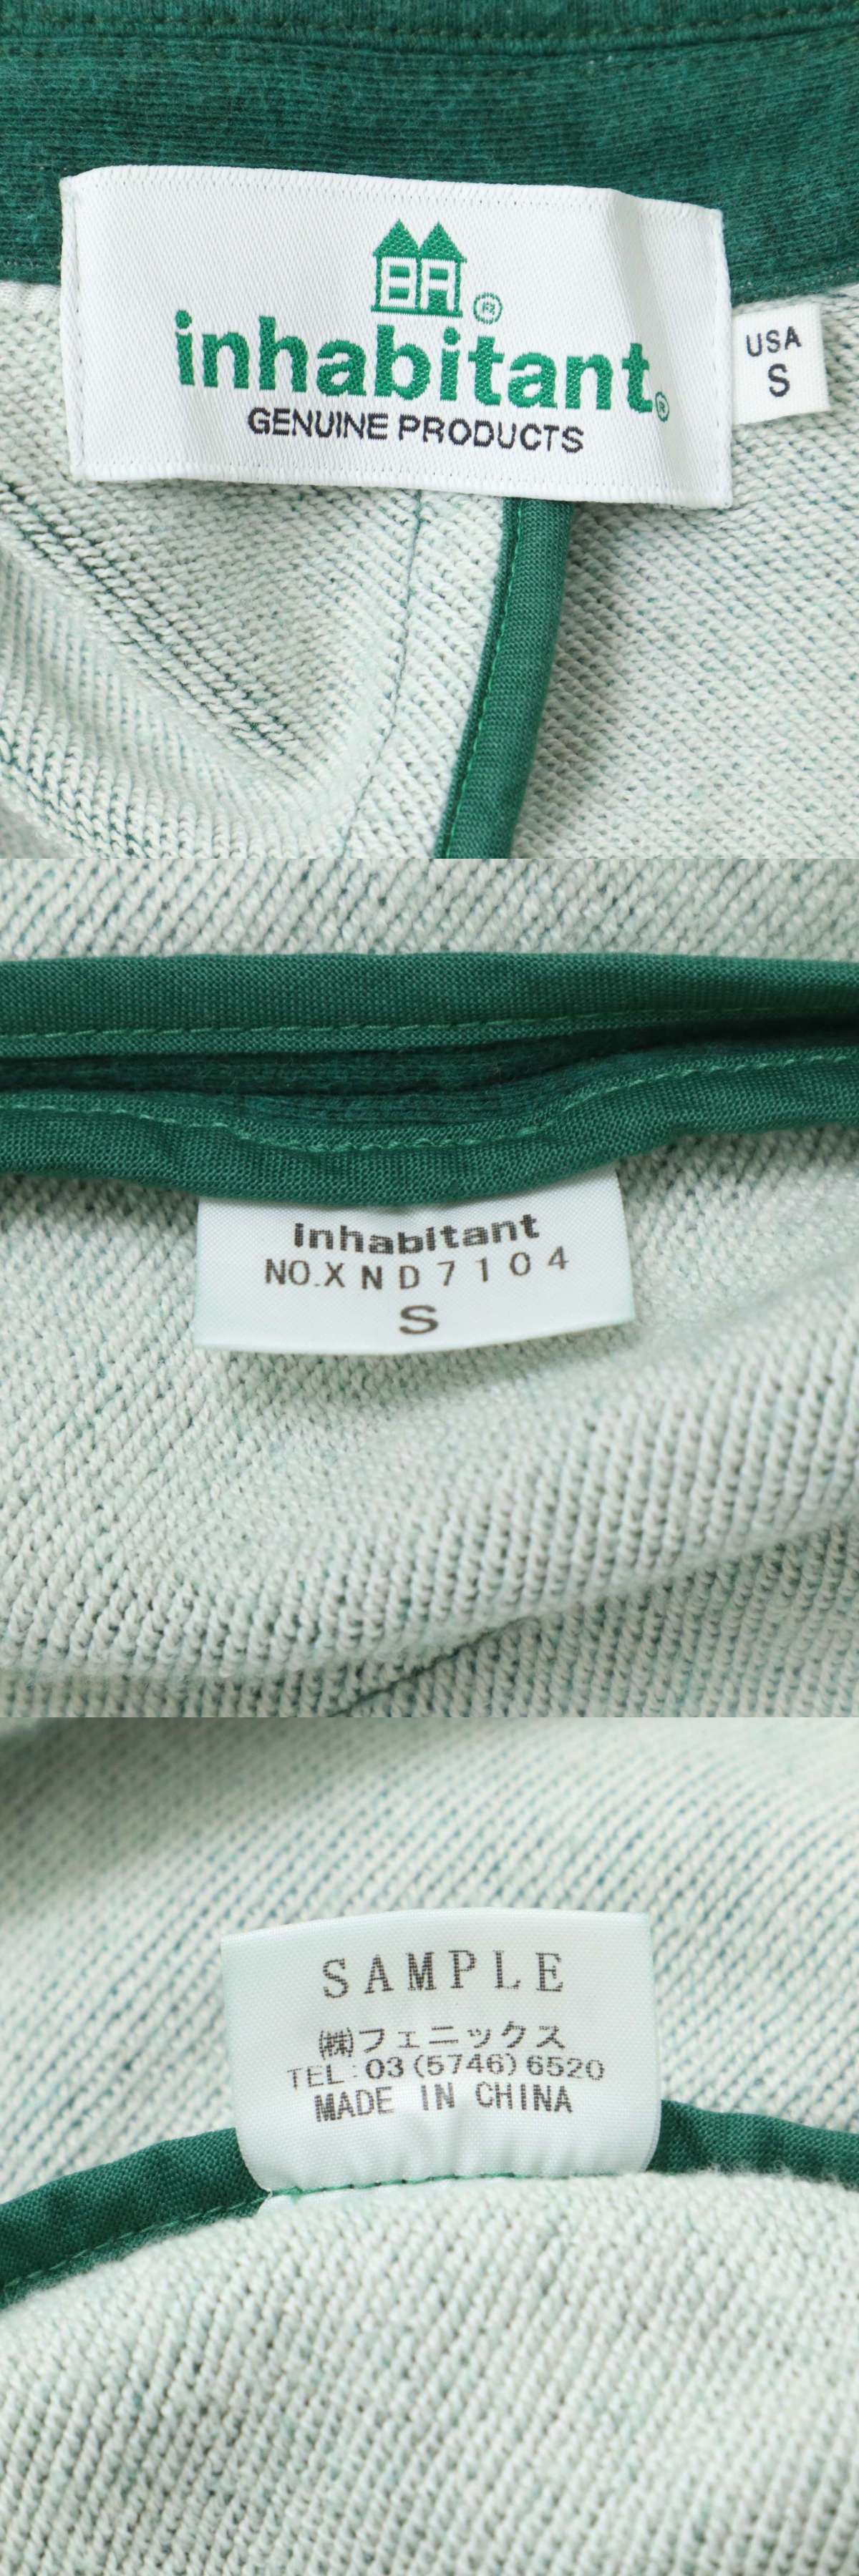 inhabitant®
GENUINE PRODUCTS
USA
S
inhabitant
NO.XND7104
S
SAMPLE
㈱フェニックス
TEL:03(5746)6520
MADE IN CHINA